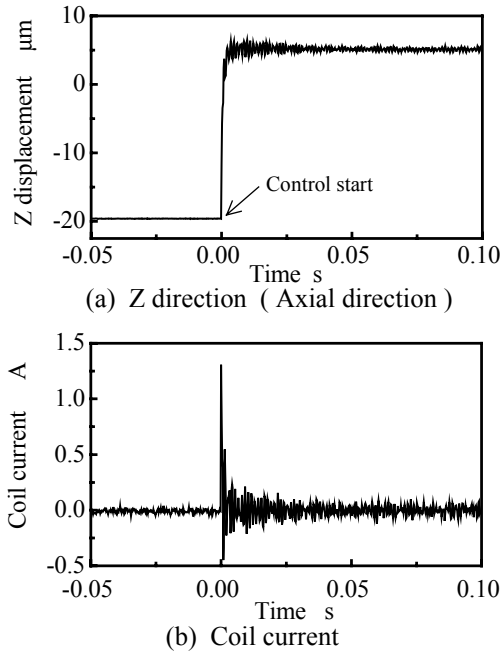 Z displacement μm
10
0
-10
-20
Control start
-0.05 0.00 0.05 0.10
Time s
(a) Z direction ( Axial direction )
Coil current A
1.5
1.0
0.5
0.0
-0.5
-0.05 0.00 0.05 0.10
Time s
(b) Coil current